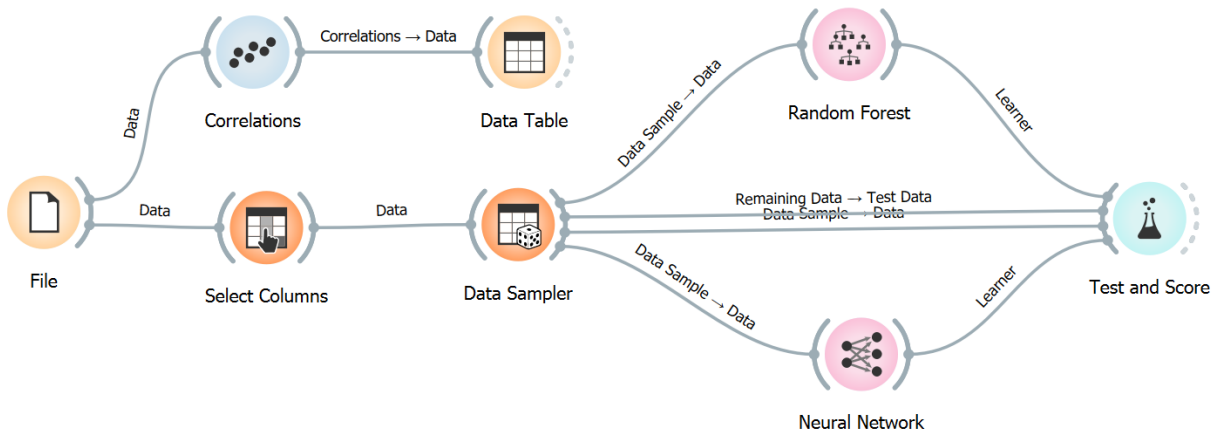 Correlations → Data
Data
Correlations
Data Table
Data Sample → Data
Random Forest
Learner
Data
Data
Remaining Data → Test Data
Data Sample → Data
File
Select Columns
Data Sampler
Test and Score
Data Sample → Data
Learner
Neural Network